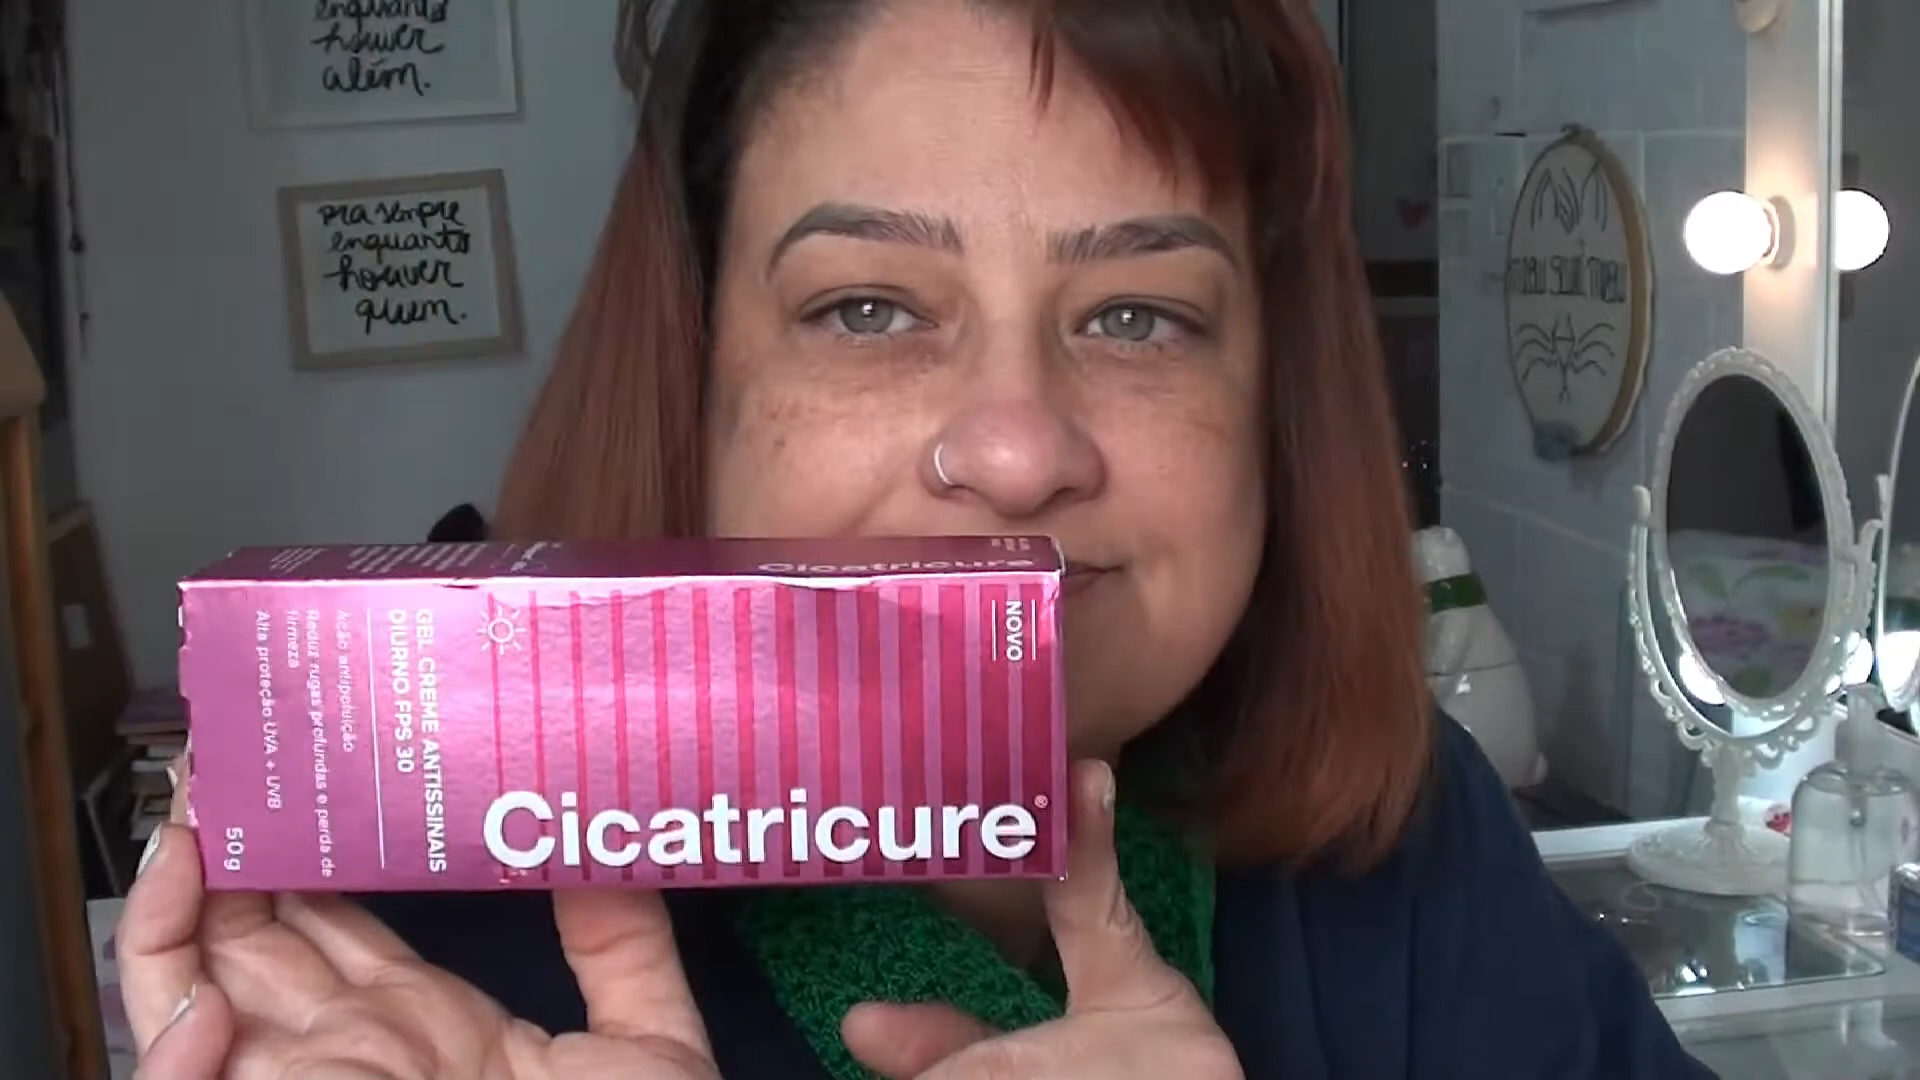 enquanto
houver
além.
pra sempre
enquanto
houver
quem.
Cicatricure
NOVO
Cicatricure®
GEL CREME ANTISSINAIS
DIURNO FPS 30
Ação antipoluição
Reduz rugas profundas e perda de
firmeza
Alta proteção UVA + UVB
50g